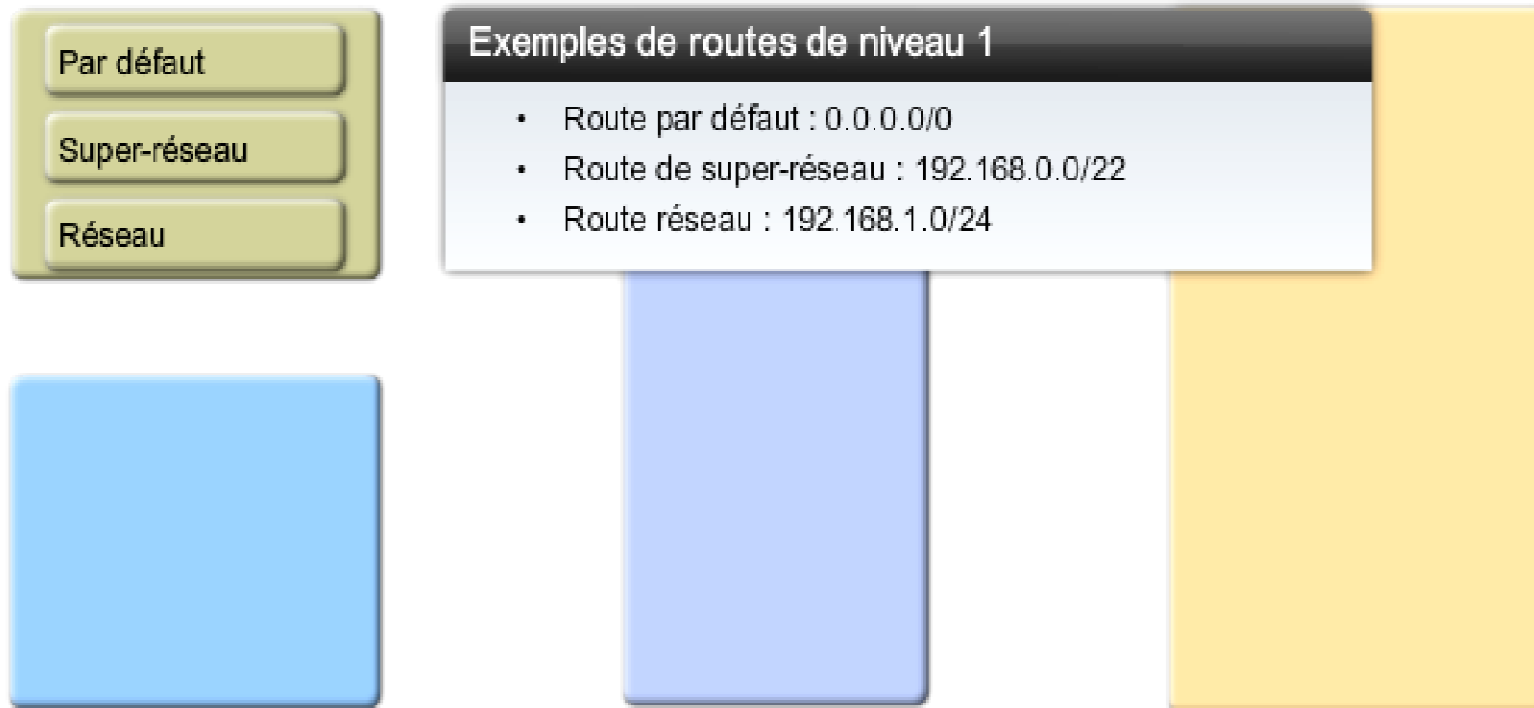 Par défaut
Super-réseau
Réseau
Exemples de routes de niveau 1
• Route par défaut : 0.0.0.0/0
• Route de super-réseau : 192.168.0.0/22
• Route réseau : 192.168.1.0/24